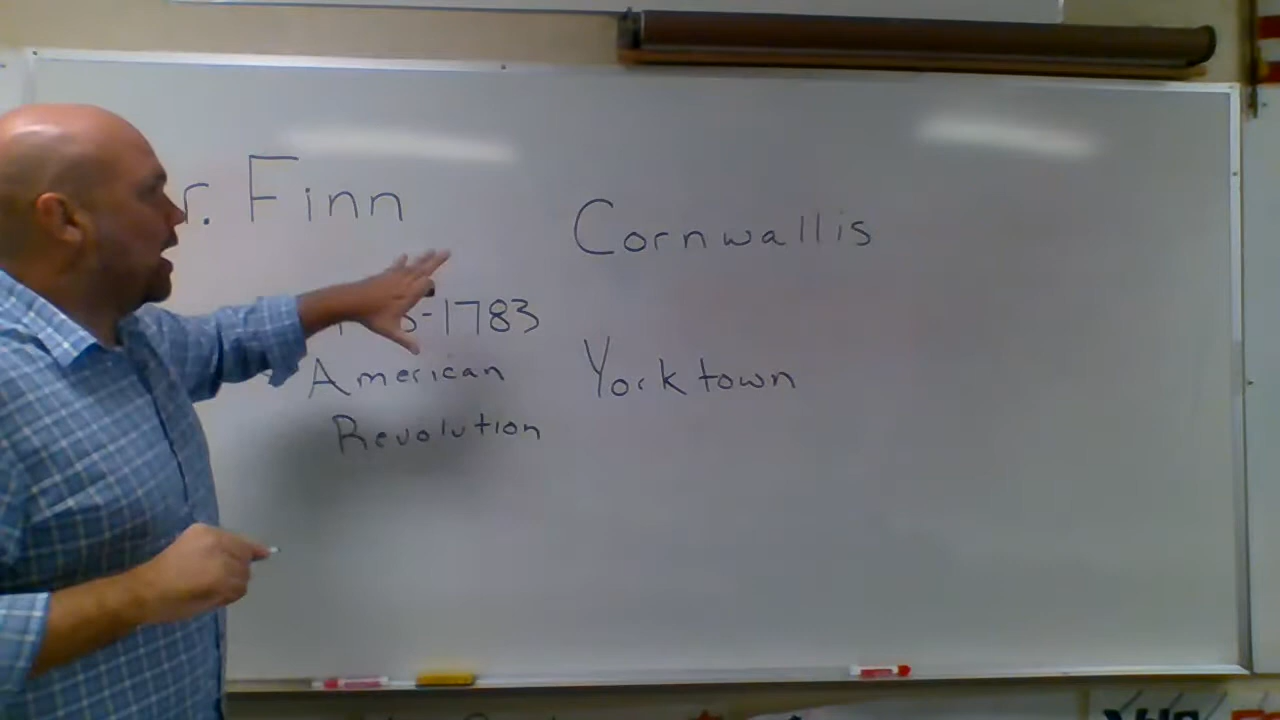 r. Finn
-1783
American
Revolution
Cornwallis
Yorktown